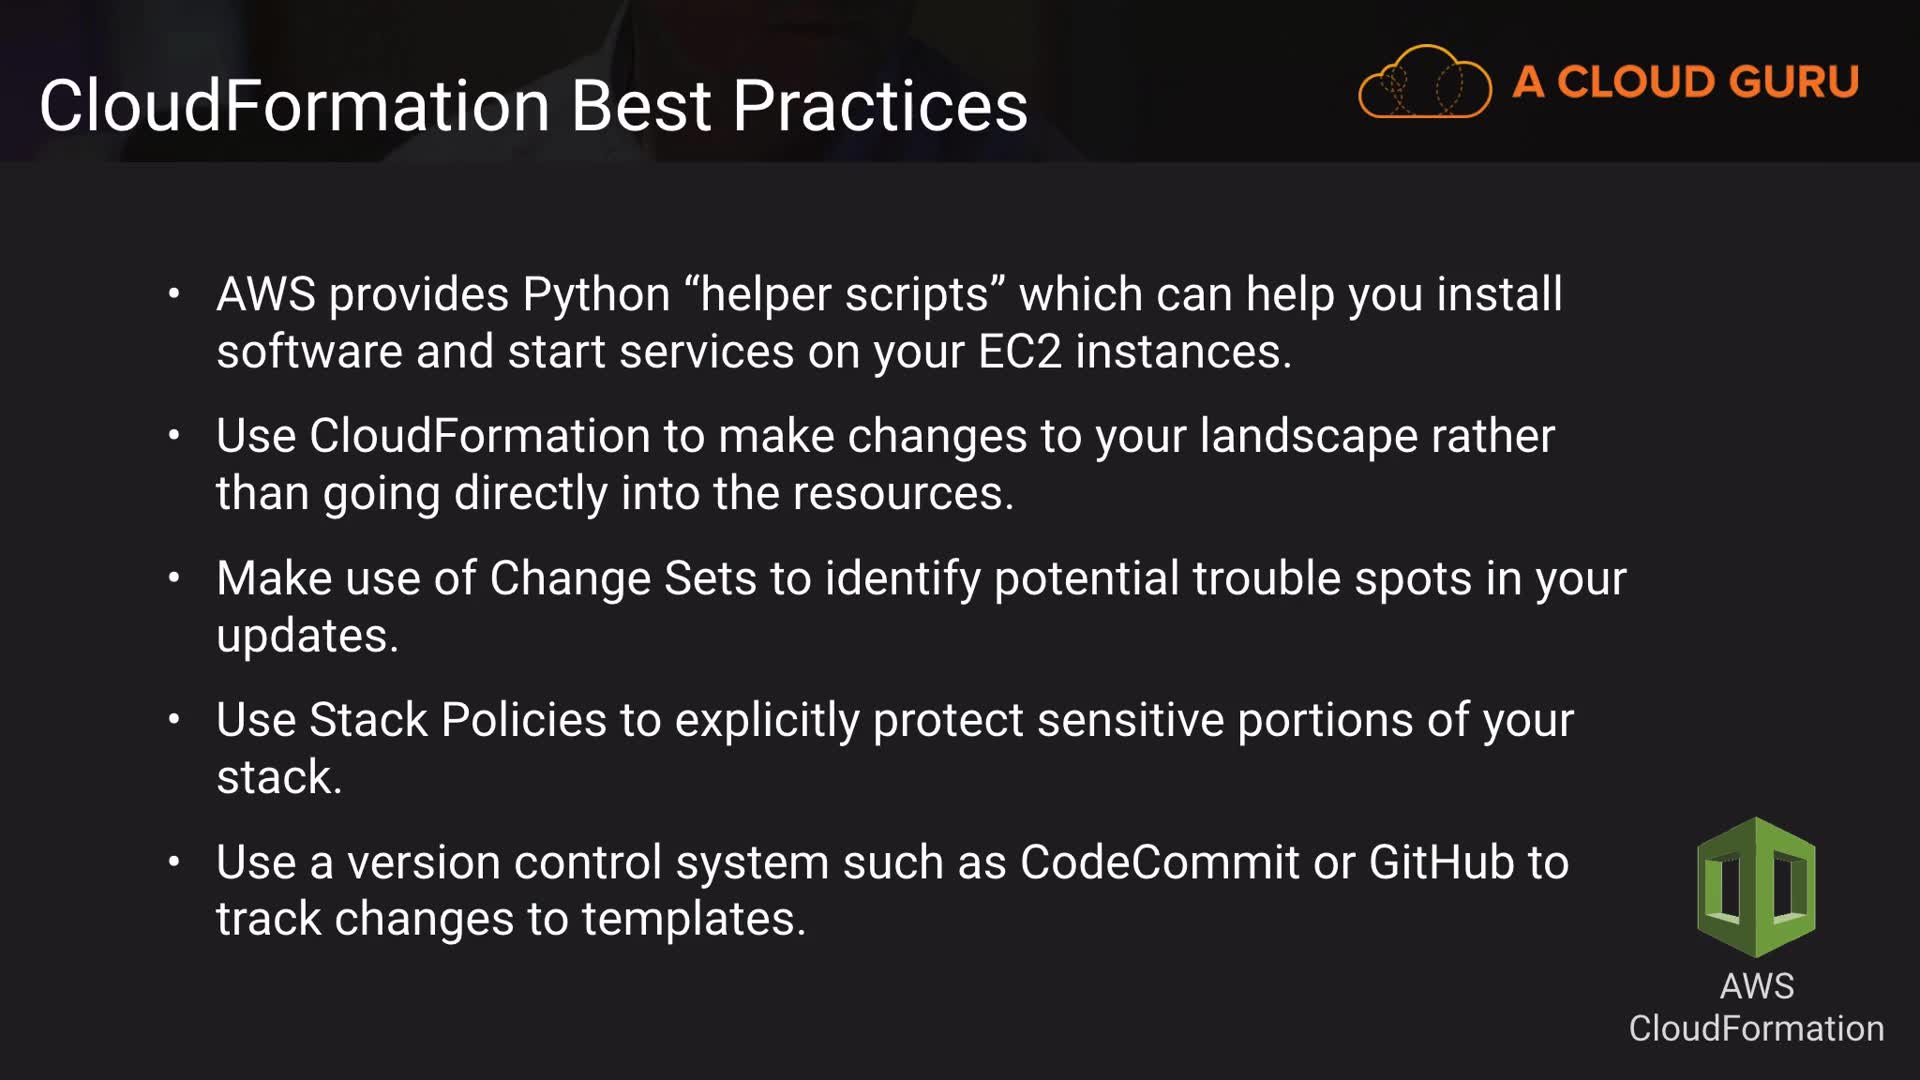 CloudFormation Best Practices
A CLOUD GURU
• AWS provides Python “helper scripts” which can help you install
software and start services on your EC2 instances.
• Use CloudFormation to make changes to your landscape rather
than going directly into the resources.
• Make use of Change Sets to identify potential trouble spots in your
updates.
• Use Stack Policies to explicitly protect sensitive portions of your
stack.
• Use a version control system such as CodeCommit or GitHub to
track changes to templates.
AWS
CloudFormation